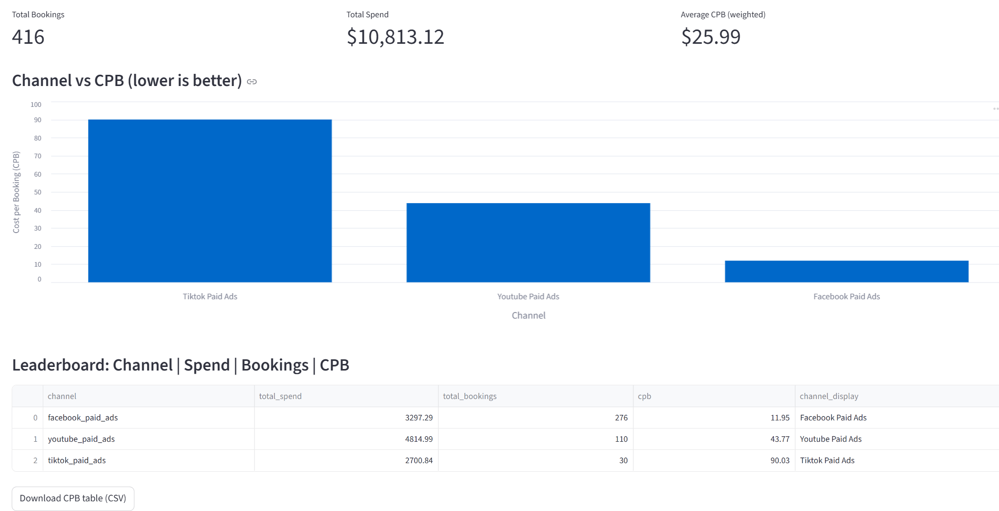 Total Bookings
416
Total Spend
$10,813.12
Average CPB (weighted)
$25.99
Channel vs CPB (lower is better)
100
90
80
70
60
50
40
30
20
10
0
Cost per Booking (CPB)
Tiktok Paid Ads
Youtube Paid Ads
Facebook Paid Ads
Channel
Leaderboard: Channel | Spend | Bookings | CPB
channel total_spend total_bookings cpb channel_display
0 facebook_paid_ads 3297.29 276 11.95 Facebook Paid Ads
1 youtube_paid_ads 4814.99 110 43.77 Youtube Paid Ads
2 tiktok_paid_ads 2700.84 30 90.03 Tiktok Paid Ads
Download CPB table (CSV)